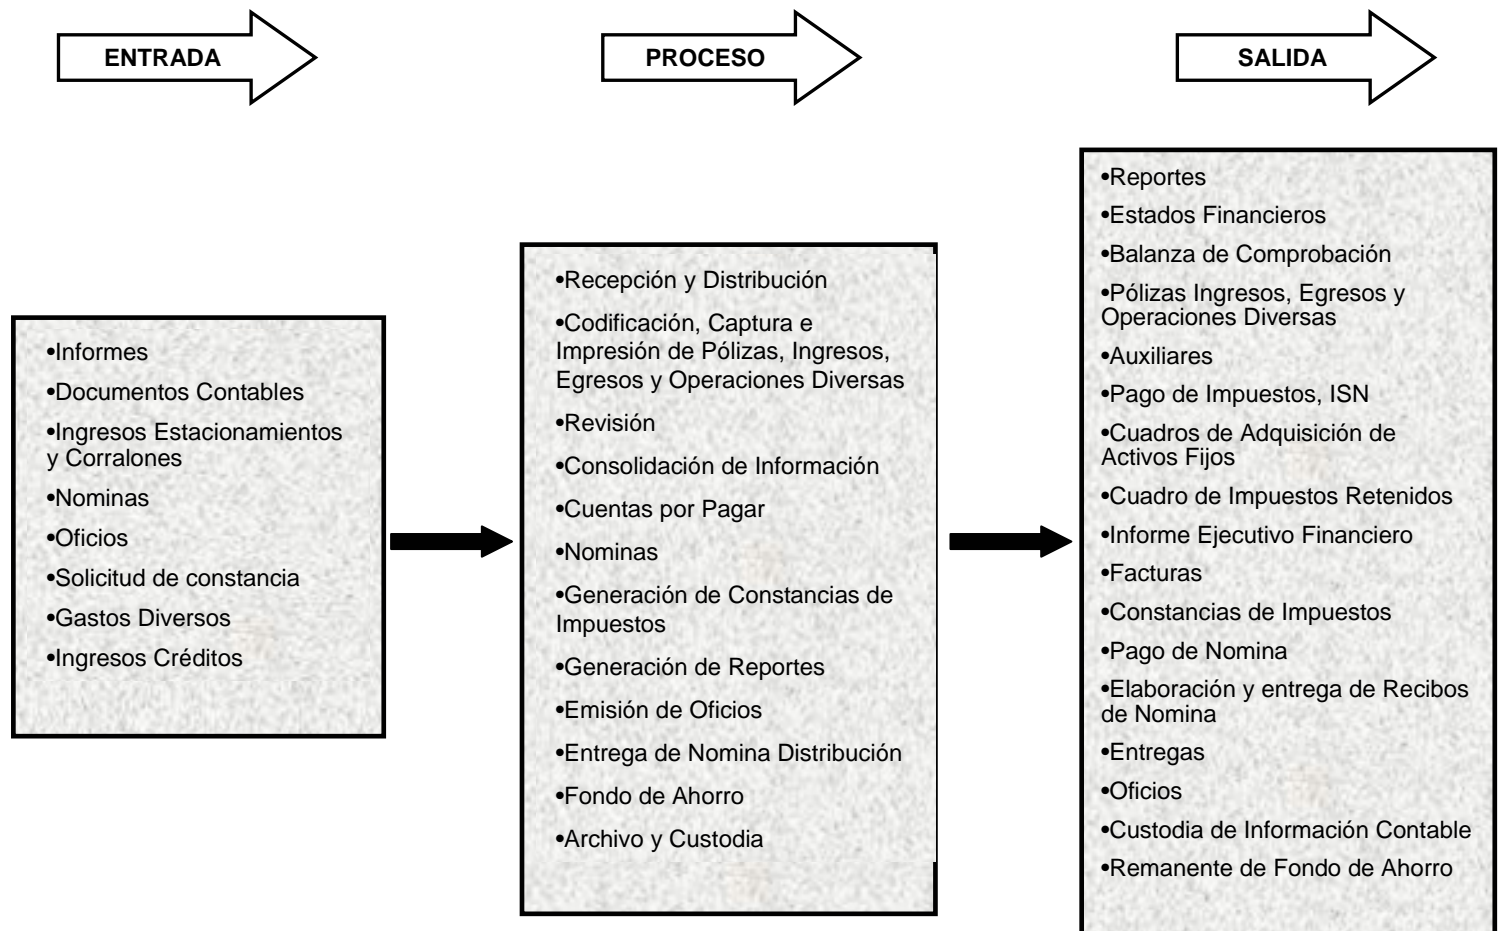 ENTRADA
PROCESO
SALIDA
•Informes
•Documentos Contables
•Ingresos Estacionamientos
y Corralones
•Nominas
•Oficios
•Solicitud de constancia
•Gastos Diversos
•Ingresos Créditos
•Recepción y Distribución
•Codificación, Captura e
Impresión de Pólizas, Ingresos,
Egresos y Operaciones Diversas
•Revisión
•Consolidación de Información
•Cuentas por Pagar
•Nominas
•Generación de Constancias de
Impuestos
•Generación de Reportes
•Emisión de Oficios
•Entrega de Nomina Distribución
•Fondo de Ahorro
•Archivo y Custodia
•Reportes
•Estados Financieros
•Balanza de Comprobación
•Pólizas Ingresos, Egresos y
Operaciones Diversas
•Auxiliares
•Pago de Impuestos, ISN
•Cuadros de Adquisición de
Activos Fijos
•Cuadro de Impuestos Retenidos
•Informe Ejecutivo Financiero
•Facturas
•Constancias de Impuestos
•Pago de Nomina
•Elaboración y entrega de Recibos
de Nomina
•Entregas
•Oficios
•Custodia de Información Contable
•Remanente de Fondo de Ahorro